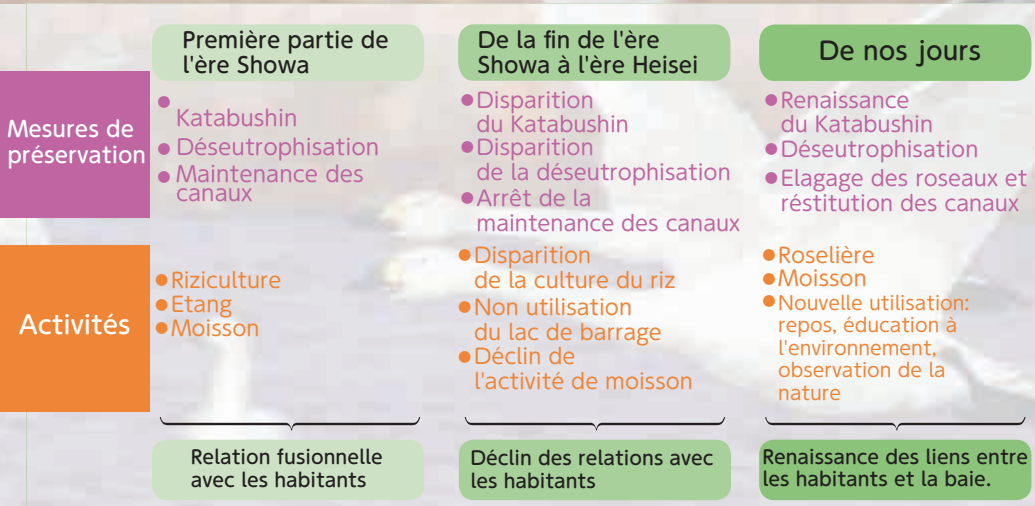 Première partie de
l'ère Showa
De la fin de l'ère
Showa à l'ère Heisei
De nos jours
Mesures de
préservation
●
Katabushin
● Déseutrophisation
● Maintenance des
canaux
●Disparition
du Katabushin
●Disparition
de la déseutrophisation
●Arrêt de la
maintenance des canaux
●Renaissance
du Katabushin
●Déseutrophisation
●Elagage des roseaux et
réstitution des canaux
Activités
●Riziculture
●Etang
●Moisson
●Disparition
de la culture du riz
●Non utilisation
du lac de barrage
●Déclin de
l'activité de moisson
●Roselière
●Moisson
●Nouvelle utilisation:
repos, éducation à
l'environnement,
observation de la
nature
Relation fusionnelle
avec les habitants
Déclin des relations avec
les habitants
Renaissance des liens entre
les habitants et la baie.